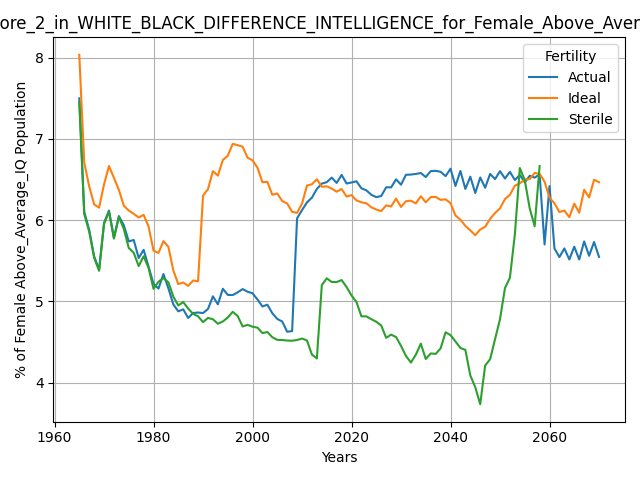 ore_2_in_WHITE_BLACK_DIFFERENCE_INTELLIGENCE_for_Female_Above_Aver
Fertility
Actual
Ideal
Sterile
8
7
6
5
4
% of Female Above_Average_IQ Population
1960
1980
2000
2020
2040
2060
Years